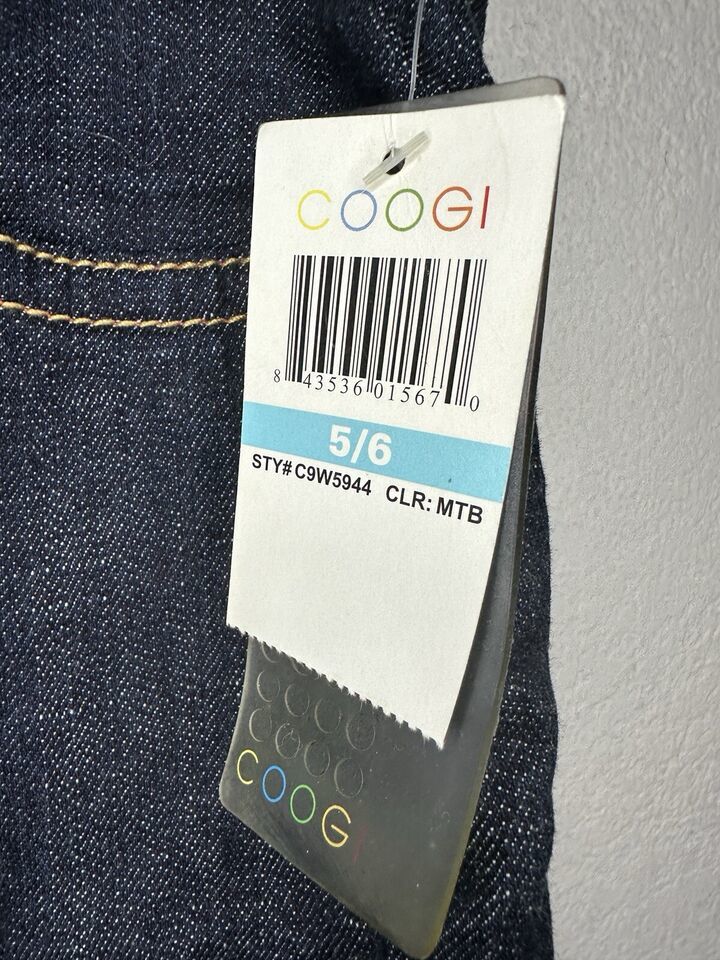 COOGI
8 43536 01567 0
5/6
STY# C9W5944 CLR: MTB
COOGI